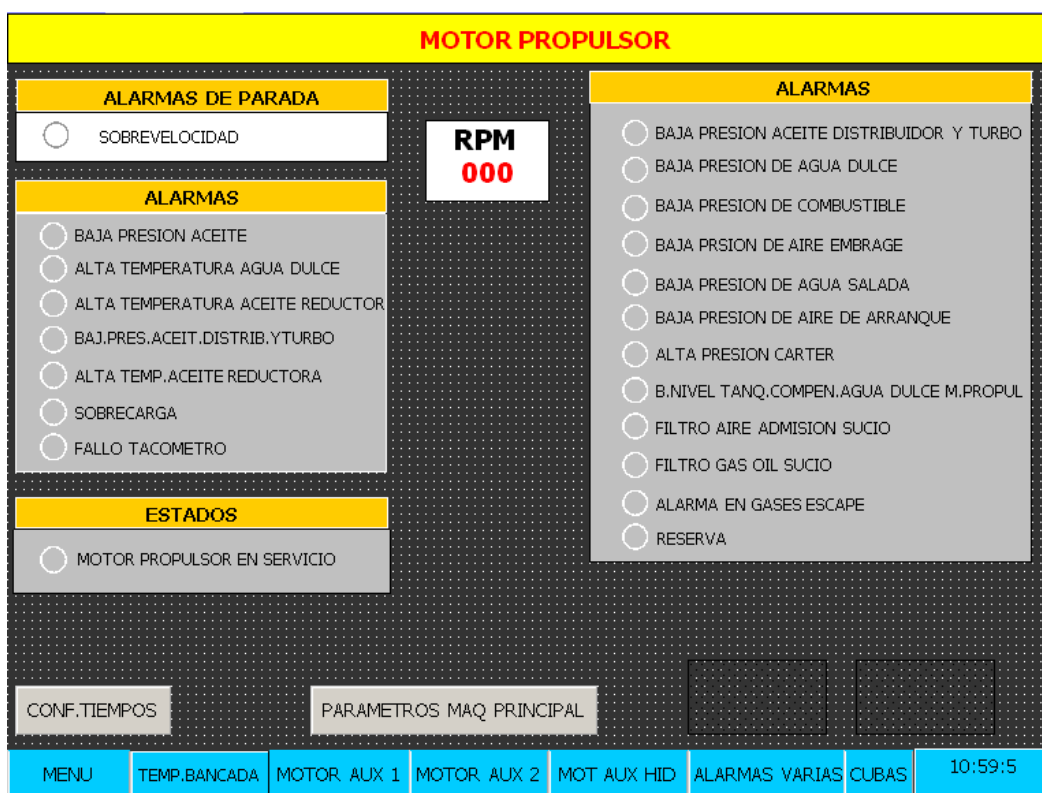 MOTOR PROPULSOR
ALARMAS DE PARADA
SOBREVELOCIDAD
ALARMAS
BAJA PRESION ACEITE
ALTA TEMPERATURA AGUA DULCE
ALTA TEMPERATURA ACEITE REDUCTOR
BAJ.PRES.ACEIT.DISTRIB.YTURBO
ALTA TEMP.ACEITE REDUCTORA
SOBRECARGA
FALLO TACOMETRO
ESTADOS
MOTOR PROPULSOR EN SERVICIO
RPM
000
ALARMAS
BAJA PRESION ACEITE DISTRIBUIDOR Y TURBO
BAJA PRESION DE AGUA DULCE
BAJA PRESION DE COMBUSTIBLE
BAJA PRSION DE AIRE EMBRAGE
BAJA PRESION DE AGUA SALADA
BAJA PRESION DE AIRE DE ARRANQUE
ALTA PRESION CARTER
B.NIVEL TANQ.COMPEN.AGUA DULCE M.PROPUL
FILTRO AIRE ADMISION SUCIO
FILTRO GAS OIL SUCIO
ALARMA EN GASES ESCAPE
RESERVA
CONF.TIEMPOS
PARAMETROS MAQ PRINCIPAL
MENU
TEMP.BANCADA
MOTOR AUX 1
MOTOR AUX 2
MOT AUX HID
ALARMAS VARIAS
CUBAS
10:59:5